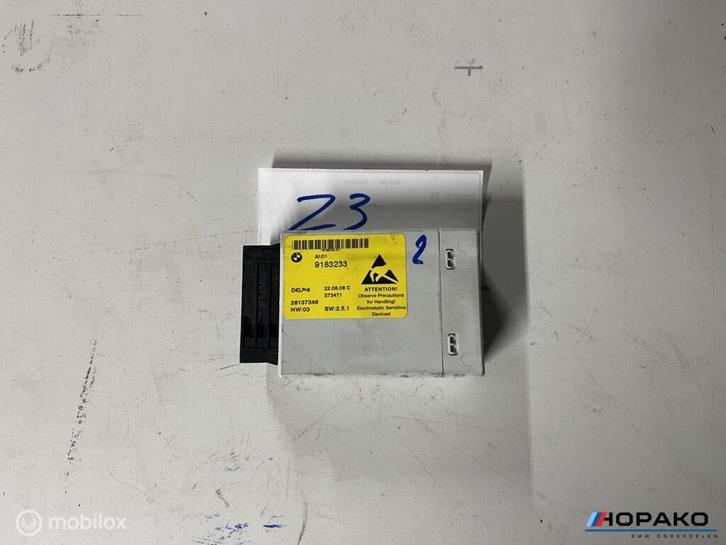 Z3
2
AI:01
9183233
DELPHI
22.08.08 C
573471
28137346
HW:03
SW:2.5.1
ATTENTION!
Observe Precautions
for Handling!
Electrostatic Sensitive
Devices!
mobilox
HOPAKO
BMW ONDERDELEN